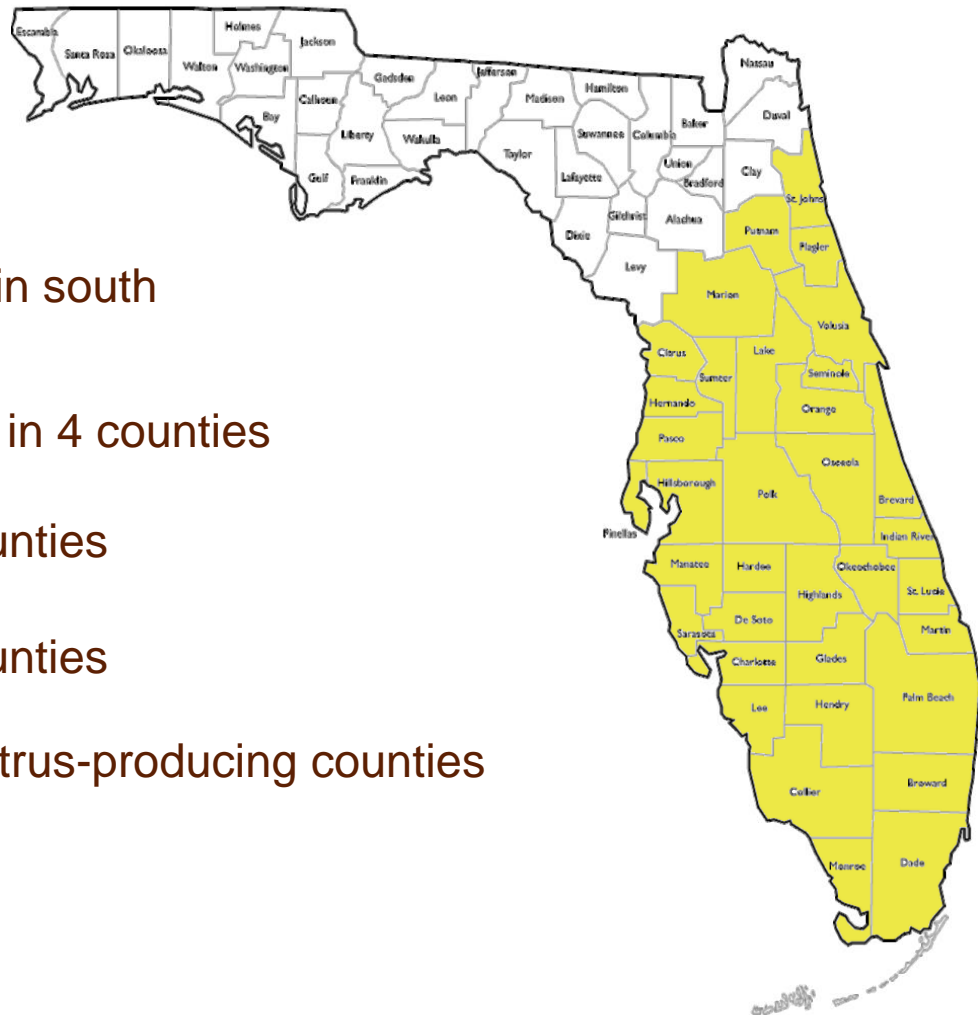 Escambia
Santa Rosa
Okaloosa
Walton
Holmes
Washington
Jackson
Bay
Calhoun
Gulf
Gadsden
Liberty
Franklin
Leon
Wakulla
Jefferson
Madison
Taylor
Hamilton
Suwannee
Lafayette
Dixie
Columbia
Gilchrist
Baker
Union
Bradford
Alachua
Levy
Nassau
Duval
Clay
St. Johns
Putnam
Flagler
in south
Marion
Volusia
Citrus
Sumter
Lake
Seminole
Hernando
Orange
in 4 counties
Pasco
Osceola
Hillsborough
Polk
Brevard
unties
Pinellas
Indian River
Manatee
Hardee
Okeechobee
Highlands
St. Lucie
De Soto
Sarasota
Martin
unties
Charlotte
Glades
Lee
Hendry
Palm Beach
trus-producing counties
Collier
Broward
Monroe
Dade